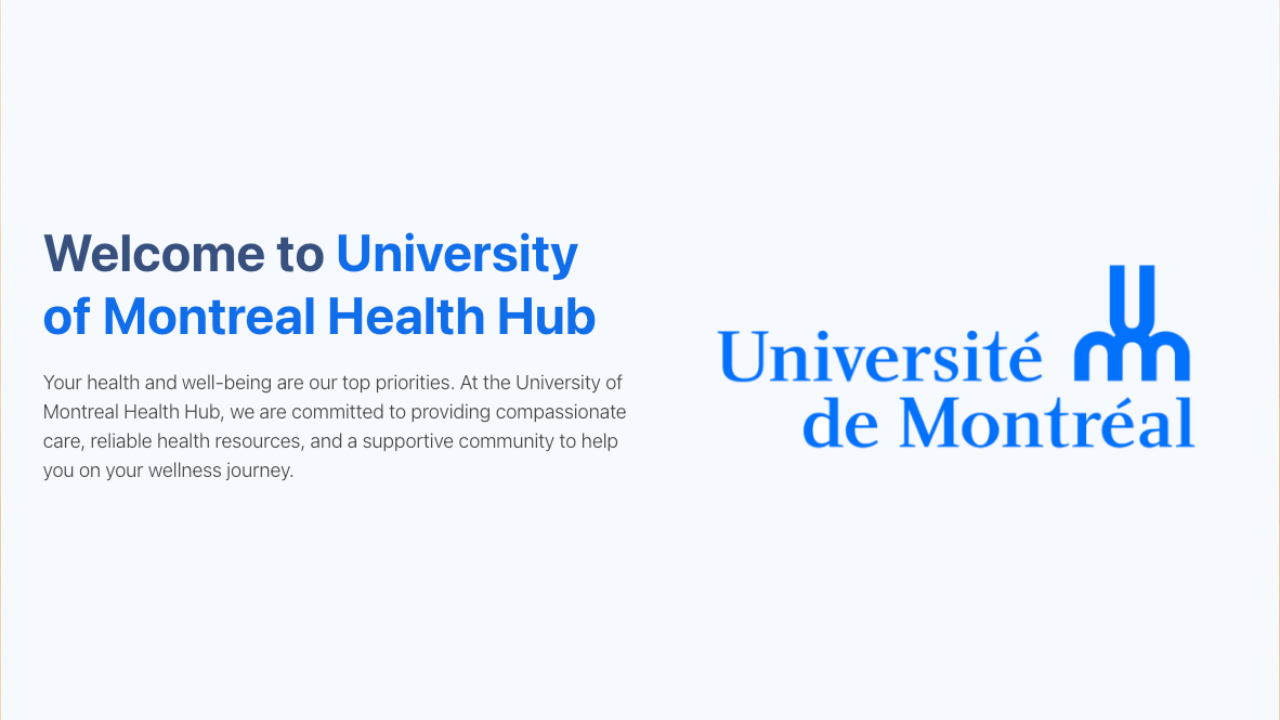 Welcome to University
of Montreal Health Hub
Your health and well-being are our top priorities. At the University of
Montreal Health Hub, we are committed to providing compassionate
care, reliable health resources, and a supportive community to help
you on your wellness journey.
Université
de Montréal